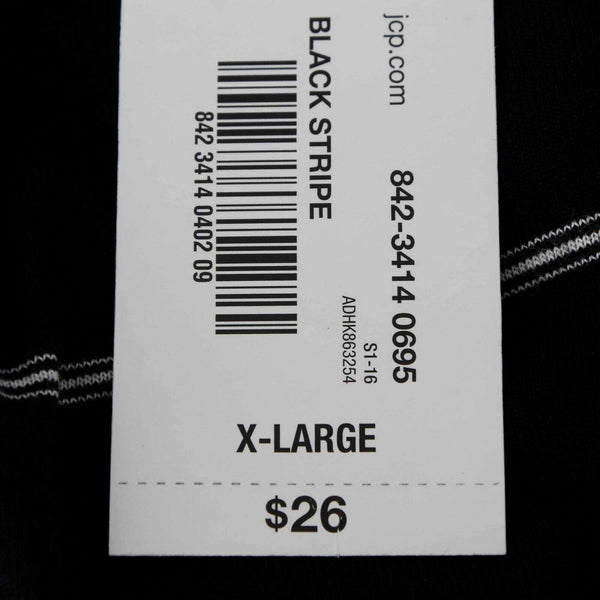 jcp.com
842-3414 0695
S1-16
ADHK863254
BLACK STRIPE
842 3414 0402 09
X-LARGE
$26